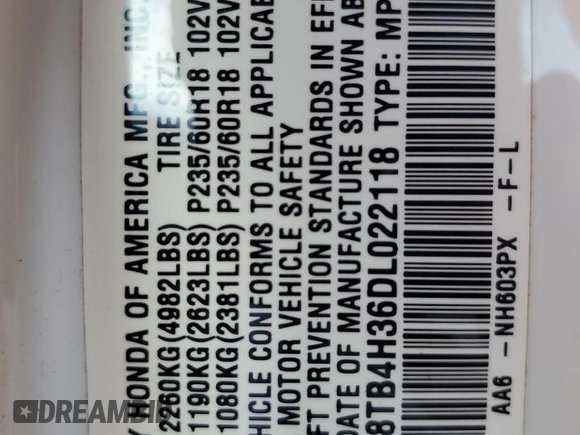 Y HONDA OF AMERICA MFG., INC.
2260KG(4982LBS) TIRE SIZE
1190KG(2623LBS) P235/60R18 102V
1080KG(2381LBS) P235/60R18 102V
HICLE CONFORMS TO ALL APPLICAB
MOTOR VEHICLE SAFETY
FT PREVENTION STANDARDS IN EF
DATE OF MANUFACTURE SHOWN AB
8TB4H36DL022118 TYPE: MP
AA6 -NH603PX -F-L
DREAMBID